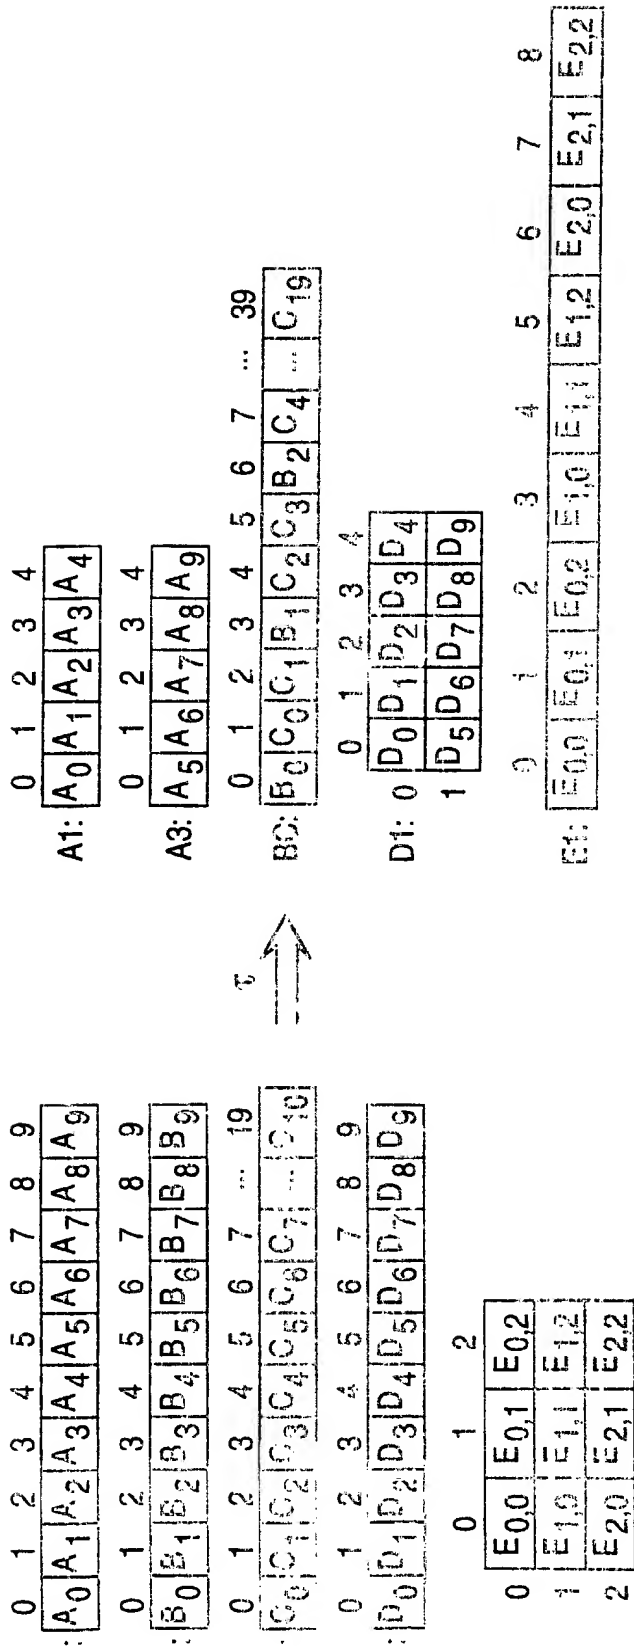 0 1 2 3 4 5 6 7 8 9
: A0 A1 A2 A3 A4 A5 A6 A7 A8 A9
0 1 2 3 4 5 6 7 8 9
: B0 B1 B2 B3 B4 B5 B6 B7 B8 B9
0 1 2 3 4 5 6 7 ... 19
C0 C1 C2 C3 C4 C5 C6 C7 ...
0 1 2 3 4 5 6 7 8 9
: D0 D1 D2 D3 D4 D5 D6 D7 D8 D9
0 1 2
0 E0,0 E0,1 E0,2
1 E1,0 E1,1 E1,2
2 E2,0 E2,1 E2,2
τ
0 1 2 3 4
A1: A0 A1 A2 A3 A4
0 1 2 3 4
A3: A5 A6 A7 A8 A9
0 1 2 3 4 5 6 7 ... 39
BC: B0 C0 C1 B1 C2 C3 B2 C4 ... C19
0 1 2 3 4
D1: 0 D0 D1 D2 D3 D4
1 D5 D6 D7 D8 D9
0 1 2 3 4 5 6 7 8
E1: E0,0 E0,1 E0,2 E1,0 E1,1 E1,2 E2,0 E2,1 E2,2